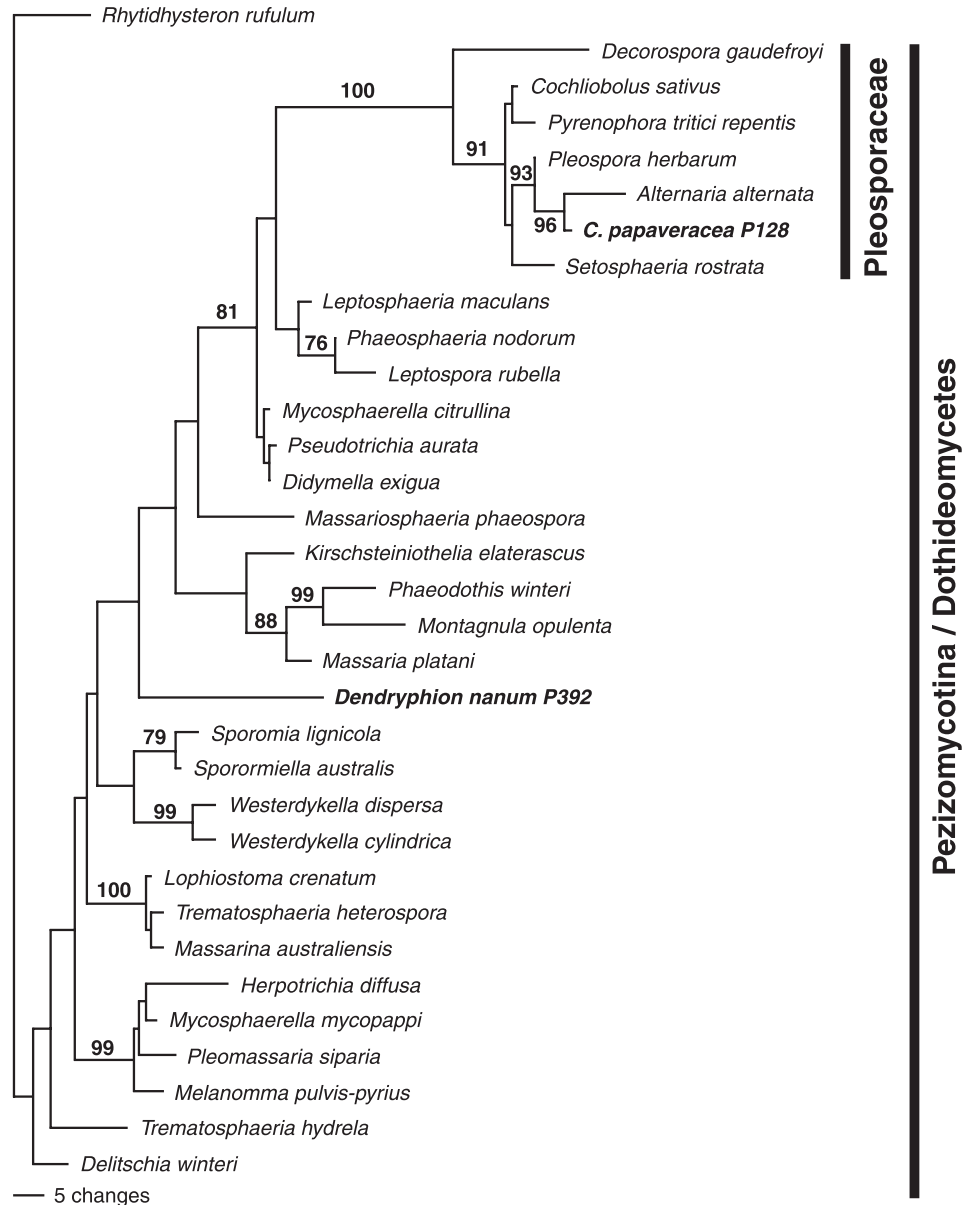 Rhytidhysteron rufulum
Decorospora gaudefroyi
100
Cochliobolus sativus
Pyrenophora tritici repentis
91
Pleospora herbarum
93
Alternaria alternata
96
C. papaveracea P128
Setosphaeria rostrata
Pleosporaceae
Leptosphaeria maculans
81
Phaeosphaeria nodorum
76
Leptospora rubella
Mycosphaerella citrullina
Pseudotrichia aurata
Didymella exigua
Massariosphaeria phaeospora
Kirschsteiniothelia elaterascus
Phaeodothis winteri
99
Montagnula opulenta
88
Massaria platani
Dendryphion nanum P392
Sporomia lignicola
79
Sporormiella australis
Westerdykella dispersa
99
Westerdykella cylindrica
Lophiostoma crenatum
100
Trematosphaeria heterospora
Massarina australiensis
Herpotrichia diffusa
Mycosphaerella mycopappi
99
Pleomassaria siparia
Melanomma pulvis-pyrius
Trematosphaeria hydrela
Delitschia winteri
5 changes
Pezizomycotina / Dothideomycetes